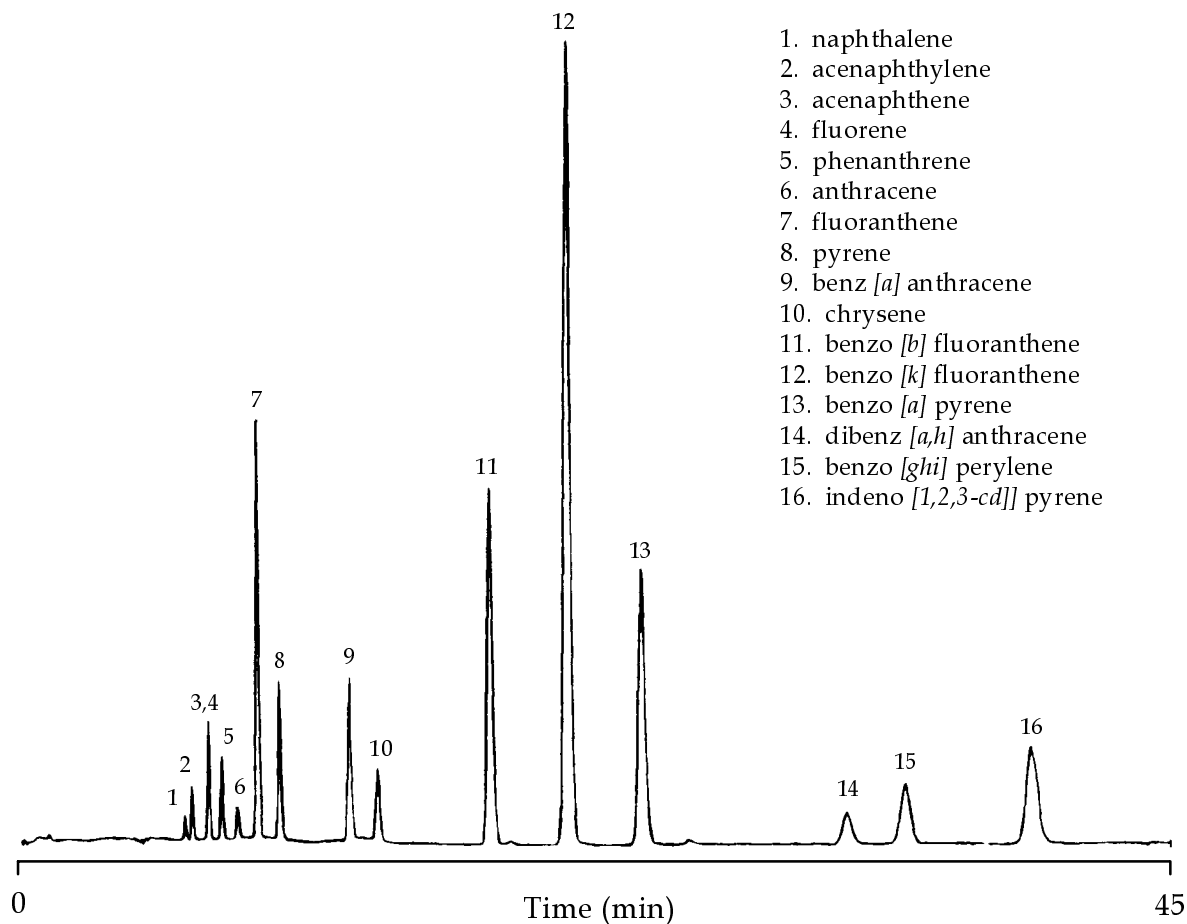 12
1. naphthalene
2. acenaphthylene
3. acenaphthene
4. fluorene
5. phenanthrene
6. anthracene
7. fluoranthene
8. pyrene
9. benz [a] anthracene
10. chrysene
11. benzo [b] fluoranthene
12. benzo [k] fluoranthene
13. benzo [a] pyrene
14. dibenz [a,h] anthracene
15. benzo [ghi] perylene
16. indeno [1,2,3-cd]] pyrene
7
11
13
8
9
3,4
5
10
16
2
15
1
6
14
0
Time (min)
45